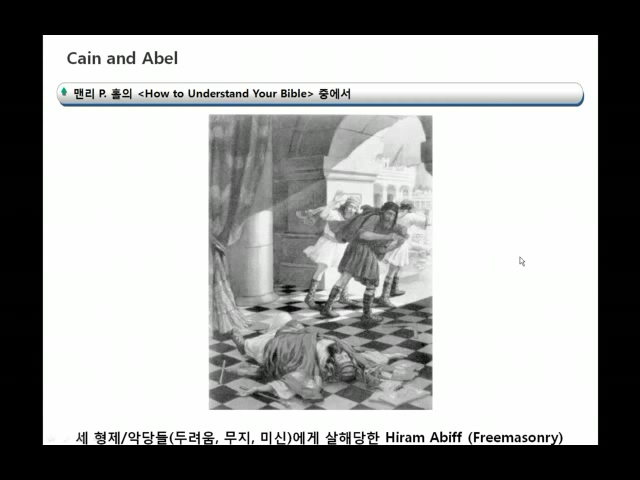 Cain and Abel
맨리 P. 홀의 <How to Understand Your Bible> 중에서
세 형제/악당들(두려움, 무지, 미신)에게 살해당한 Hiram Abiff (Freemasonry)